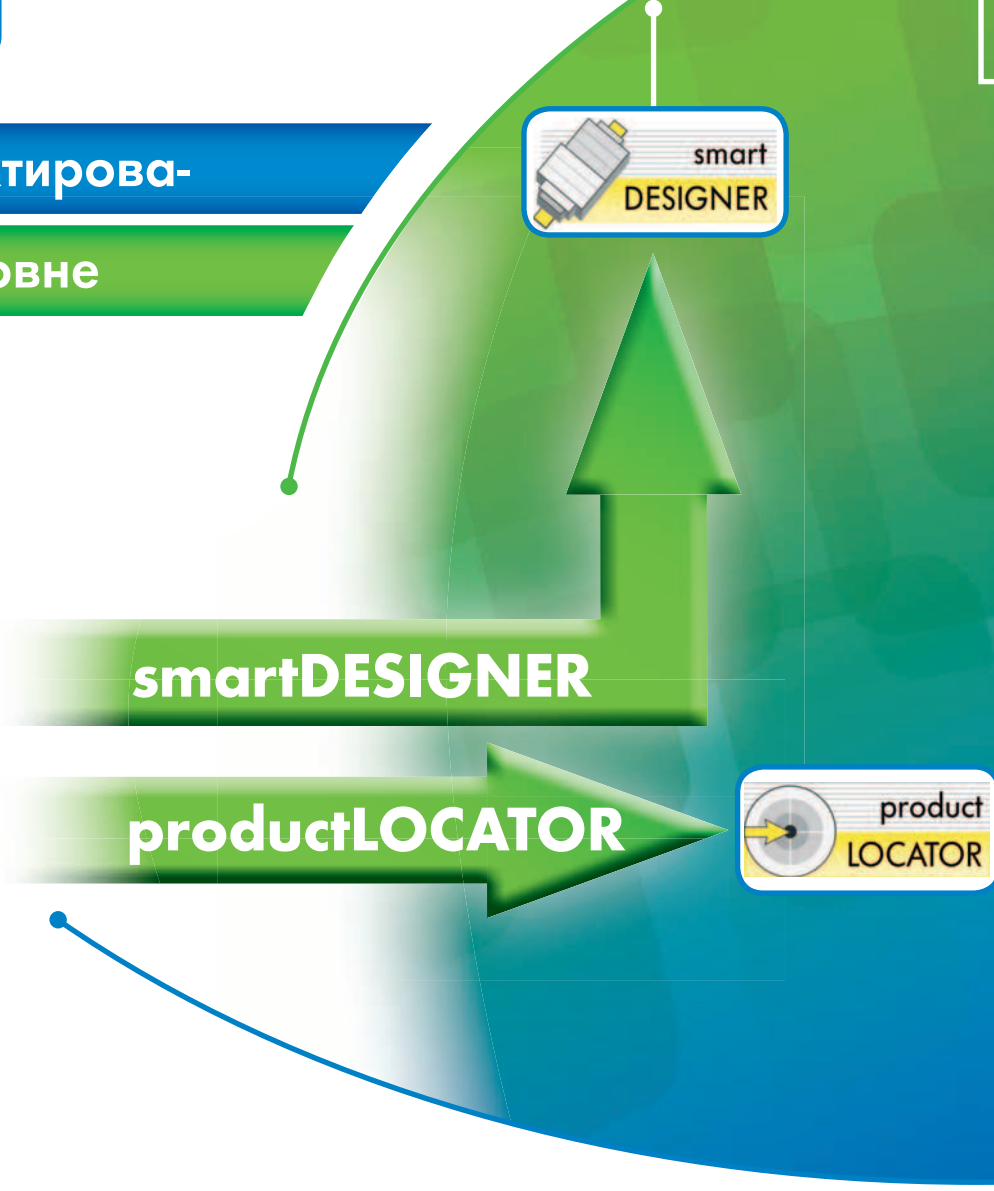 тирова-
овне
smart
DESIGNER
smartDESIGNER
productLOCATOR
product
LOCATOR